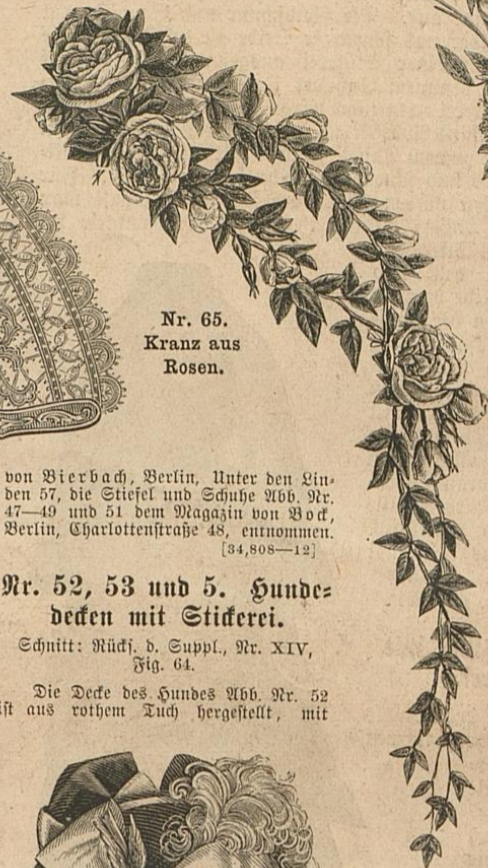 Nr. 65.
Kranz aus
Rosen.
von Bierbach, Berlin, Unter den Lin-
den 57, die Stiefel und Schuhe Abb. Nr.
47—49 und 51 dem Magazin von Bock,
Berlin, Charlottenstraße 48, entnommen.
[34,808—12]
Nr. 52, 53 und 5. Hunde-
decken mit Stickerei.
Schnitt: Rücks. d. Suppl., Nr. XIV,
Fig. 64.
Die Decke des Hundes Abb. Nr. 52
ist aus rothem Tuch hergestellt, mit